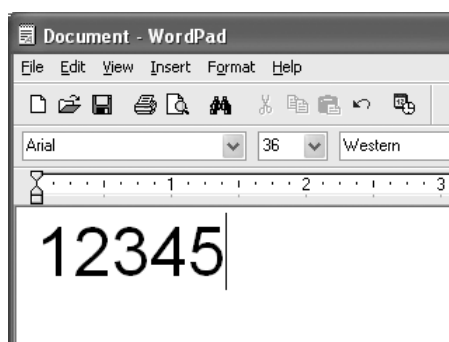 Document - WordPad
File Edit View Insert Format Help
Arial 36 Western
1 2 3
12345